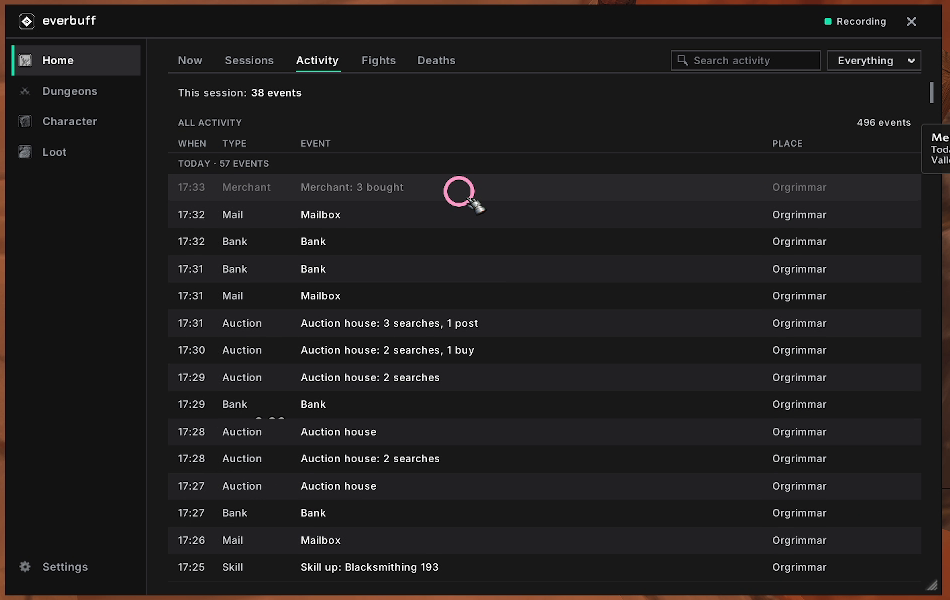 everbuff
Recording
Home
Dungeons
Character
Loot
Settings
Now Sessions Activity Fights Deaths
Search activity
Everything
This session: 38 events
ALL ACTIVITY 496 events
WHEN TYPE EVENT PLACE
TODAY · 57 EVENTS
17:33 Merchant Merchant: 3 bought Orgrimmar
17:32 Mail Mailbox Orgrimmar
17:32 Bank Bank Orgrimmar
17:31 Bank Bank Orgrimmar
17:31 Mail Mailbox Orgrimmar
17:31 Auction Auction house: 3 searches, 1 post Orgrimmar
17:30 Auction Auction house: 2 searches, 1 buy Orgrimmar
17:29 Auction Auction house: 2 searches Orgrimmar
17:29 Bank Bank Orgrimmar
17:28 Auction Auction house Orgrimmar
17:28 Auction Auction house: 2 searches Orgrimmar
17:27 Auction Auction house Orgrimmar
17:27 Bank Bank Orgrimmar
17:26 Mail Mailbox Orgrimmar
17:25 Skill Skill up: Blacksmithing 193 Orgrimmar
Me
Toda
Vall